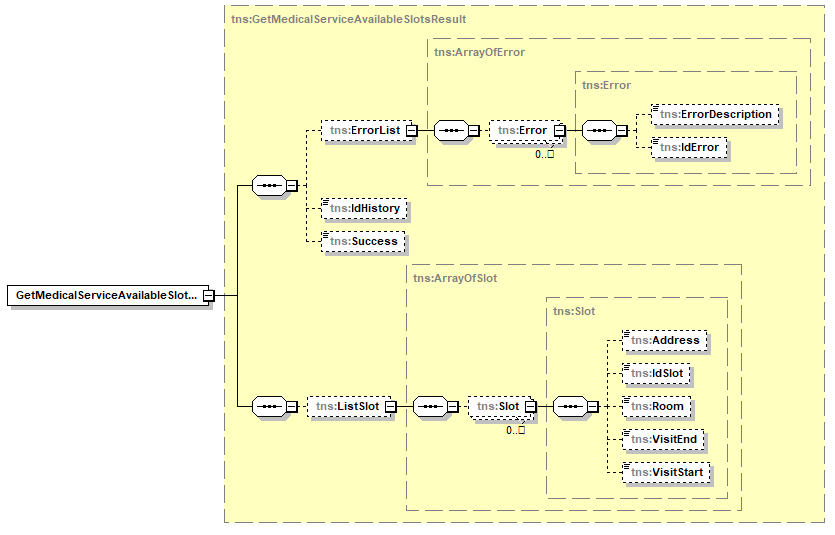 tns:GetMedicalServiceAvailableSlotsResult
tns:ArrayOfError
tns:Error
tns:ErrorDescription
tns:ErrorList
tns:Error
0..
tns:IdError
tns:IdHistory
tns:Success
GetMedicalServiceAvailableSlot...
tns:ArrayOfSlot
tns:Slot
tns:Address
tns:IdSlot
tns:ListSlot
tns:Slot
0..
tns:Room
tns:VisitEnd
tns:VisitStart